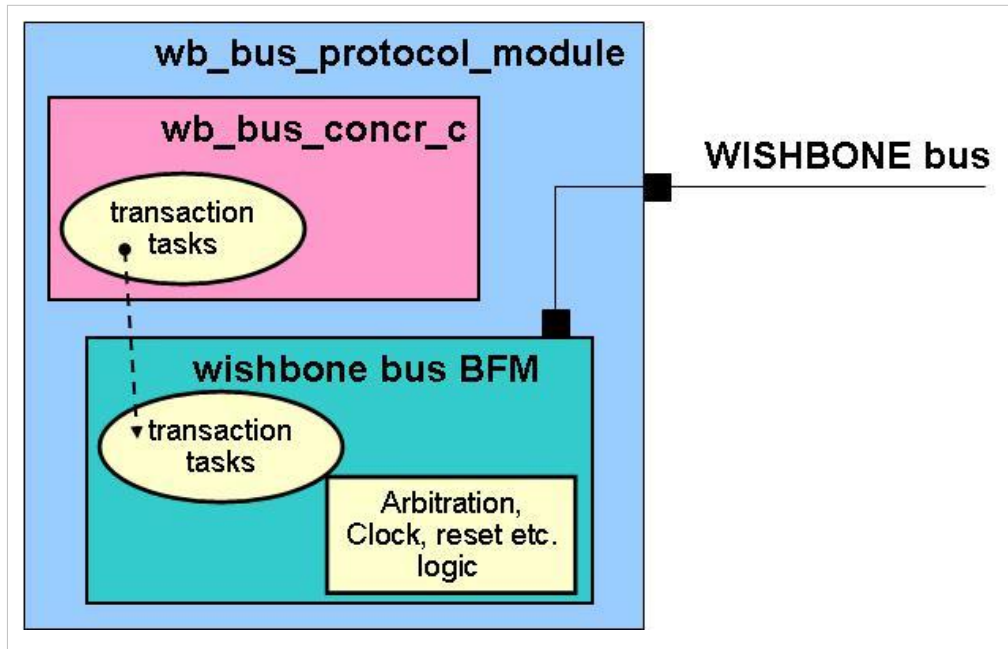 wb_bus_protocol_module
wb_bus_concr_c
WISHBONE bus
transaction
tasks
wishbone bus BFM
transaction
tasks
Arbitration,
Clock, reset etc.
logic